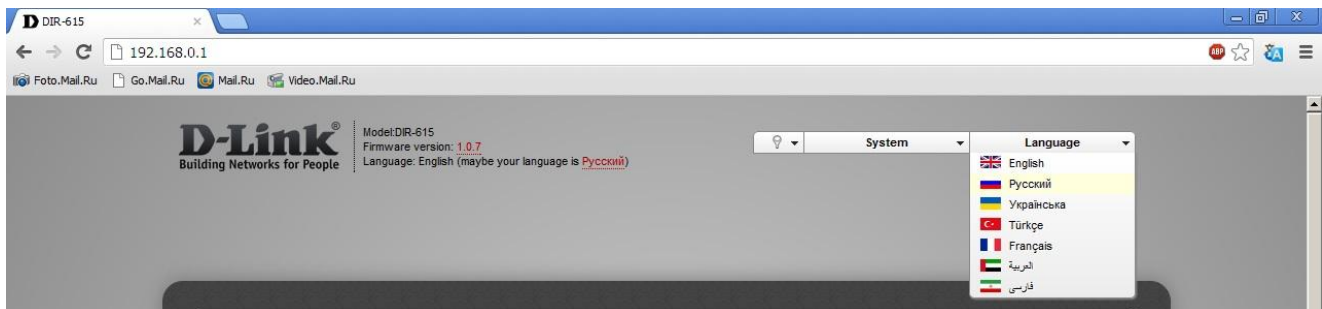 DIR-615
192.168.0.1
ABP
Foto.Mail.Ru Go.Mail.Ru Mail.Ru Video.Mail.Ru
D-Link®
Building Networks for People
Model:DIR-615
Firmware version: 1.0.7
Language: English (maybe your language is Русский)
System
Language
English
Русский
Українська
Türkçe
Français
العربية
فارسی